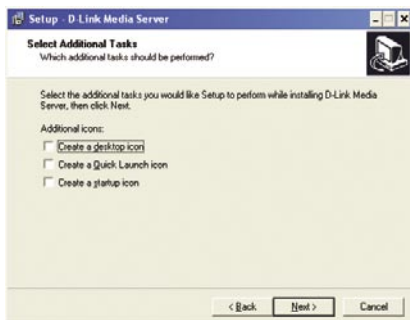 Setup - D-Link Media Server
Select Additional Tasks
Which additional tasks should be performed?
Select the additional tasks you would like Setup to perform while installing D-Link Media
Server, then click Next.
Additional icons:
Create a desktop icon
Create a Quick Launch icon
Create a startup icon
< Back Next > Cancel